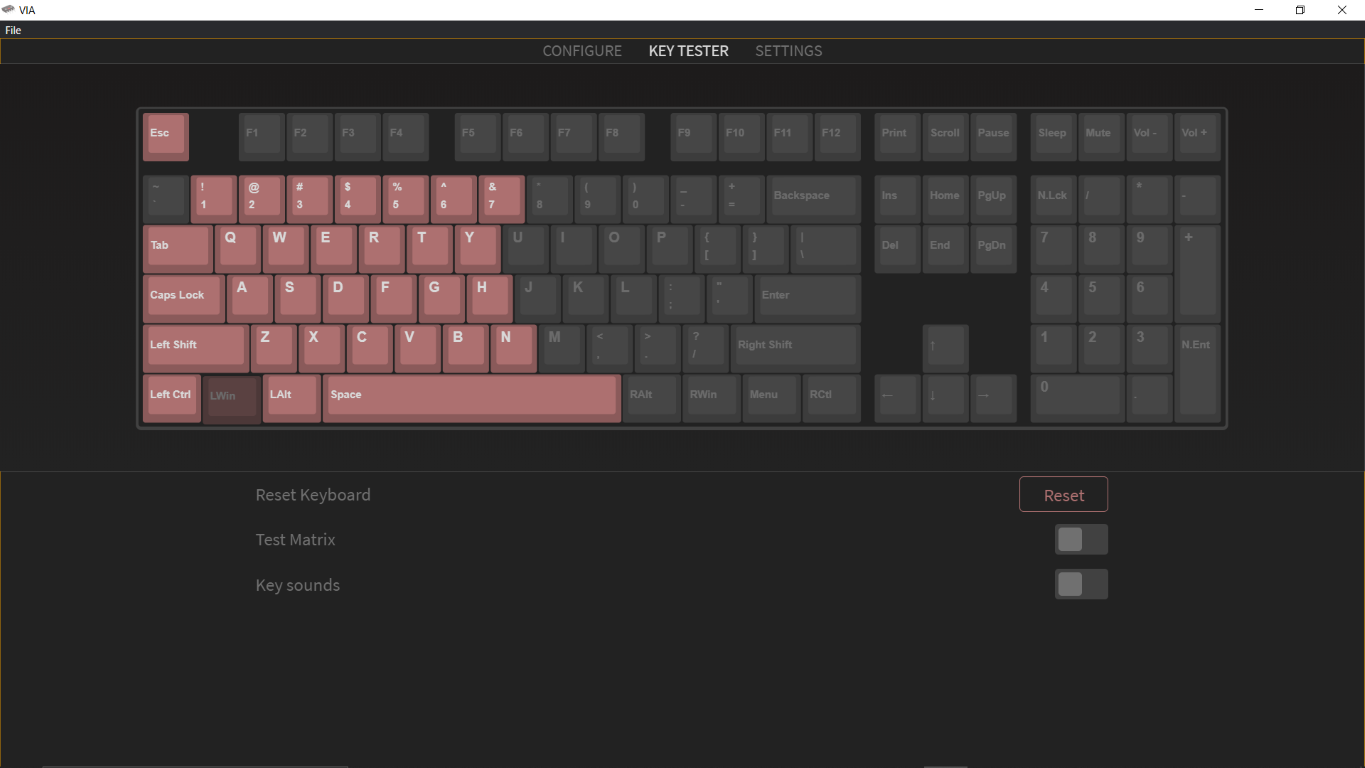 VIA
File
CONFIGURE KEY TESTER SETTINGS
Esc F1 F2 F3 F4 F5 F6 F7 F8 F9 F10 F11 F12 Print Scroll Pause Sleep Mute Vol - Vol +
~ ! @ # $ % ^ & * ( ) _ + Backspace Ins Home PgUp N.Lck / * -
` 1 2 3 4 5 6 7 8 9 0 - =
Tab Q W E R T Y U I O P { } | Del End PgDn 7 8 9 +
[ ] \
Caps Lock A S D F G H J K L : " Enter 4 5 6
; '
Left Shift Z X C V B N M < > ? Right Shift ↑ 1 2 3 N.Ent
, . /
Left Ctrl LWin LAlt Space RAlt RWin Menu RCtl ← ↓ → 0 .
Reset Keyboard Reset
Test Matrix
Key sounds